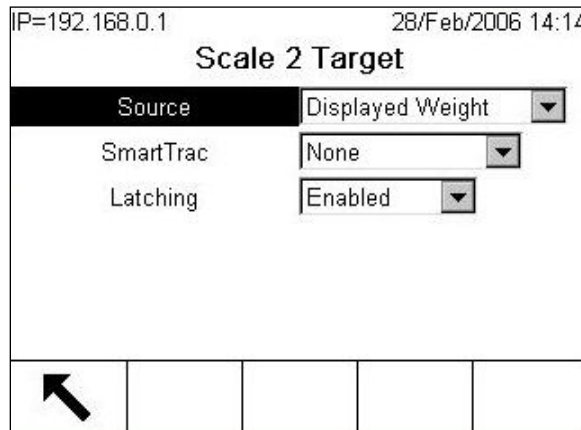 IP=192.168.0.1 28/Feb/2006 14:14
Scale 2 Target
Source Displayed Weight
SmartTrac None
Latching Enabled